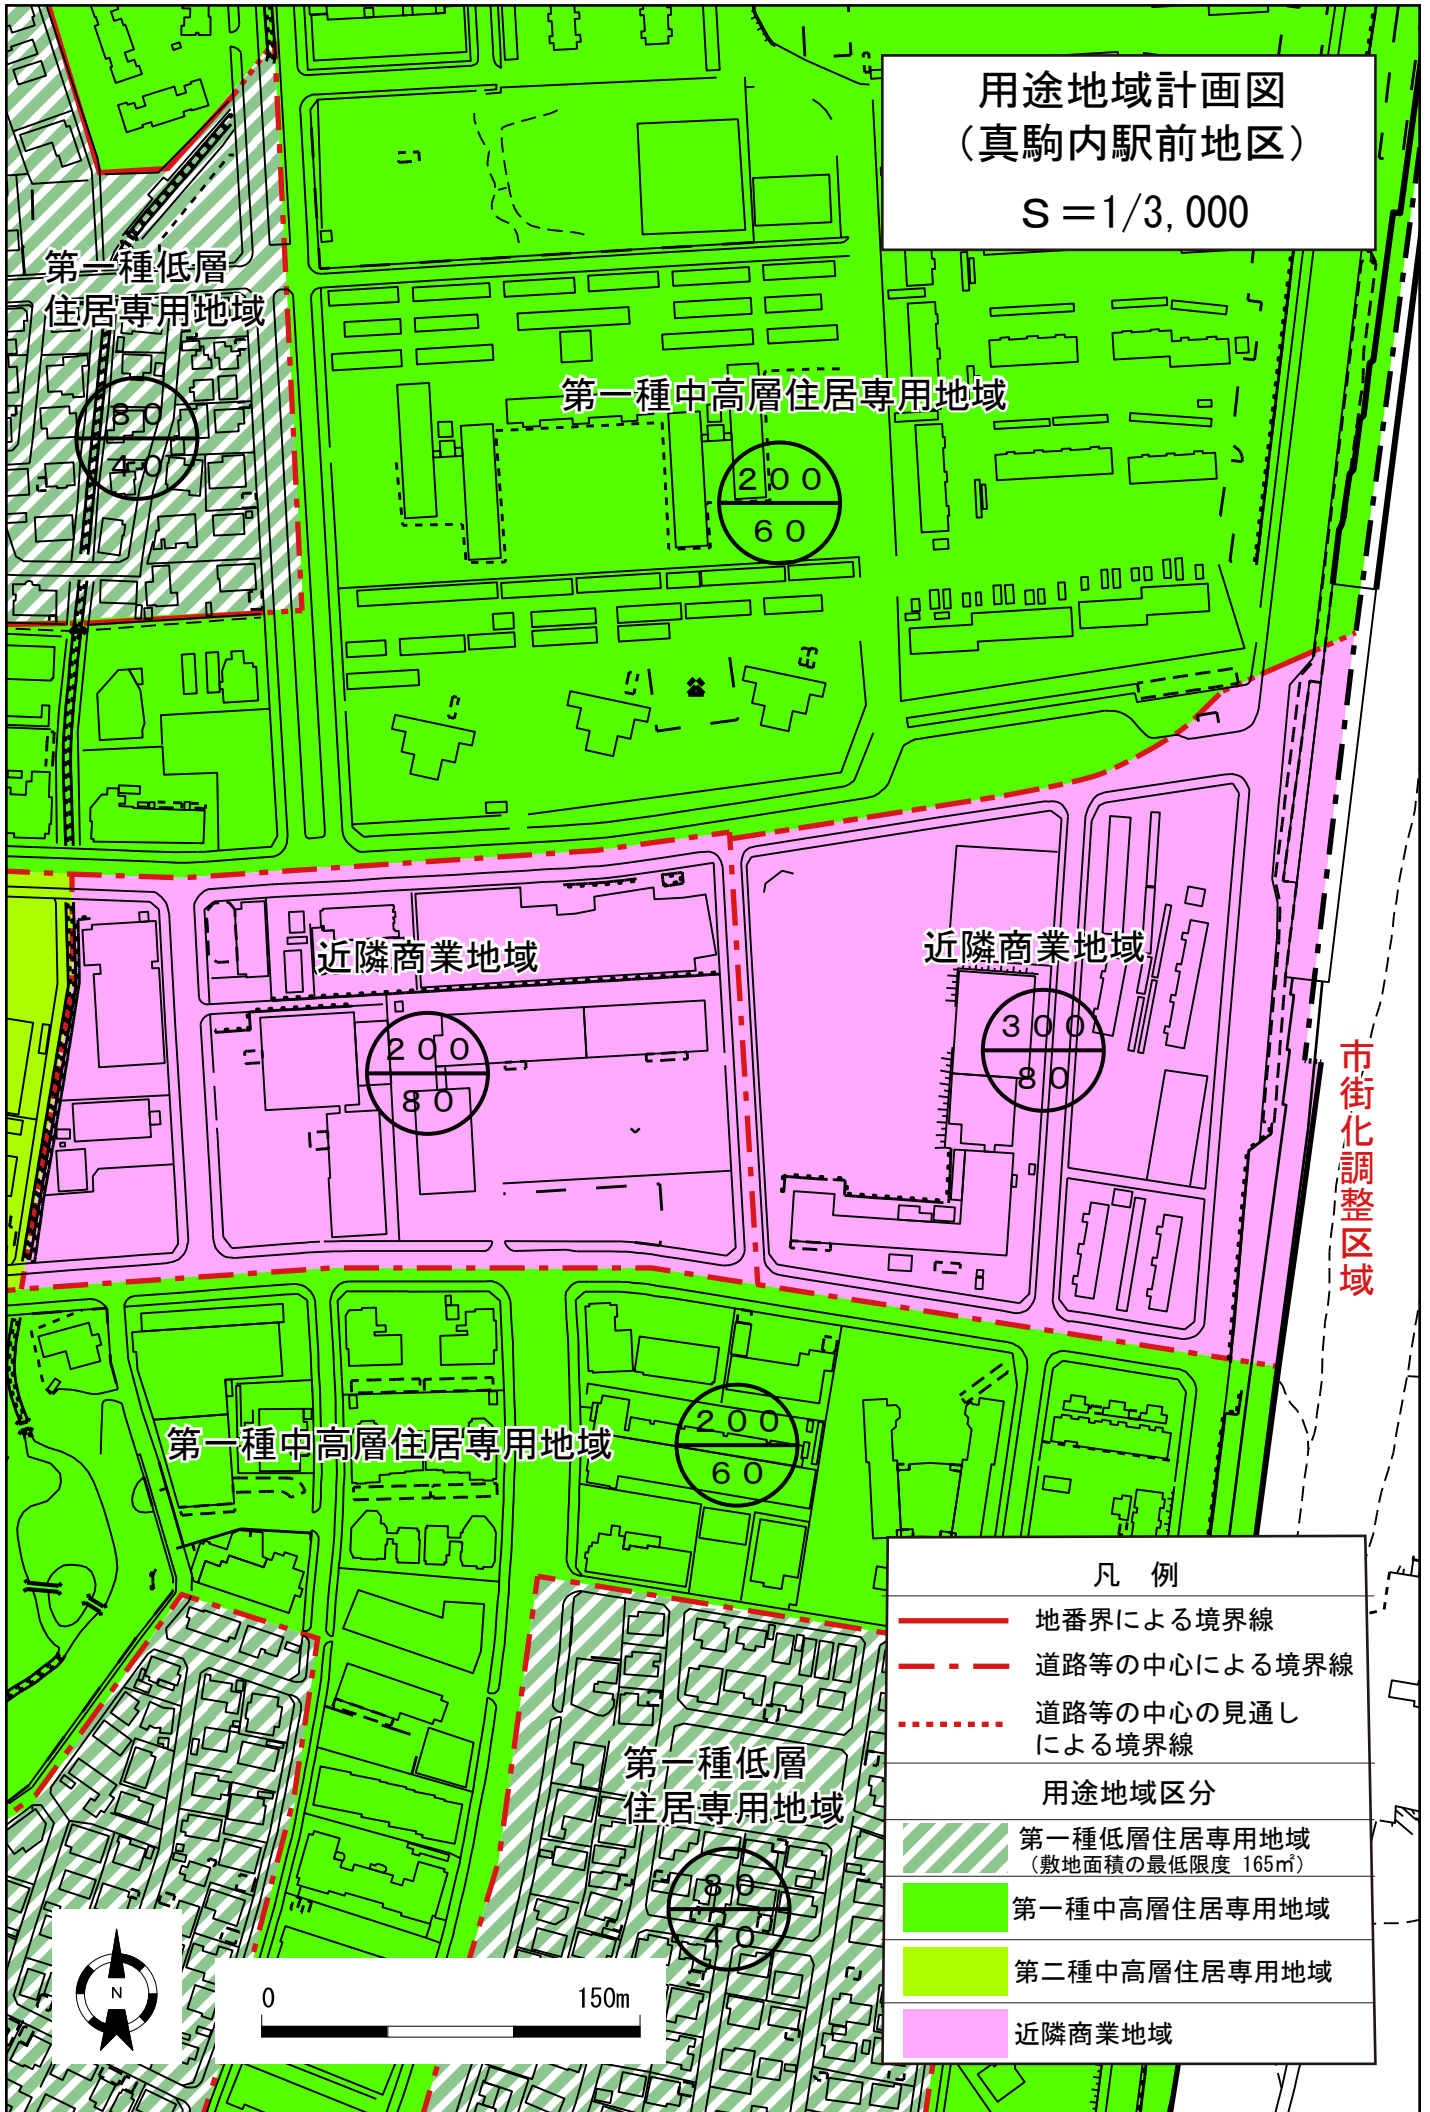 用途地域計画図
（真駒内駅前地区）
S＝1/3,000
第一種低層
住居専用地域
80
40
第一種中高層住居専用地域
200
60
近隣商業地域
200
80
近隣商業地域
300
80
市街化調整区域
第一種中高層住居専用地域
200
60
第一種低層
住居専用地域
80
40
凡 例
地番界による境界線
道路等の中心による境界線
道路等の中心の見通し
による境界線
用途地域区分
第一種低層住居専用地域
（敷地面積の最低限度 165㎡）
第一種中高層住居専用地域
第二種中高層住居専用地域
近隣商業地域
N
0 150m